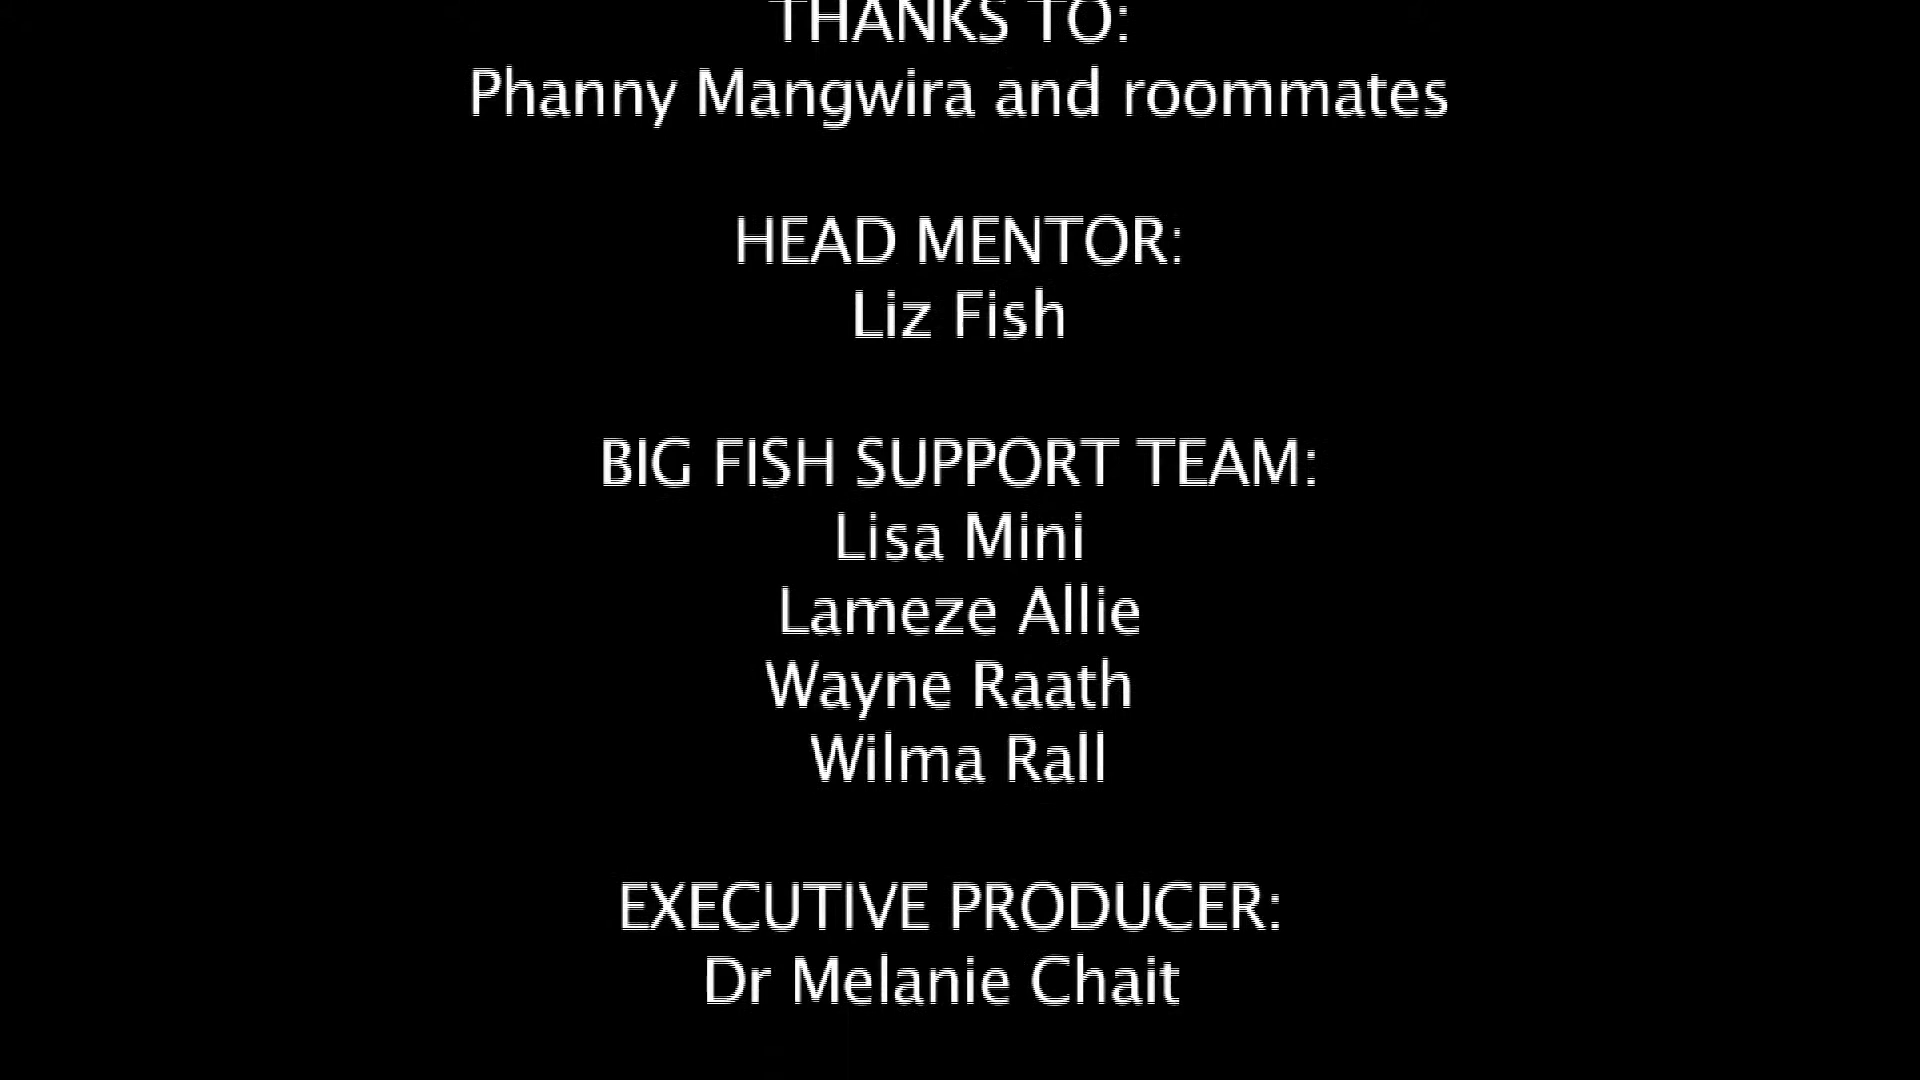 THANKS TO:
Phanny Mangwira and roommates
HEAD MENTOR:
Liz Fish
BIG FISH SUPPORT TEAM:
Lisa Mini
Lameze Allie
Wayne Raath
Wilma Rall
EXECUTIVE PRODUCER:
Dr Melanie Chait